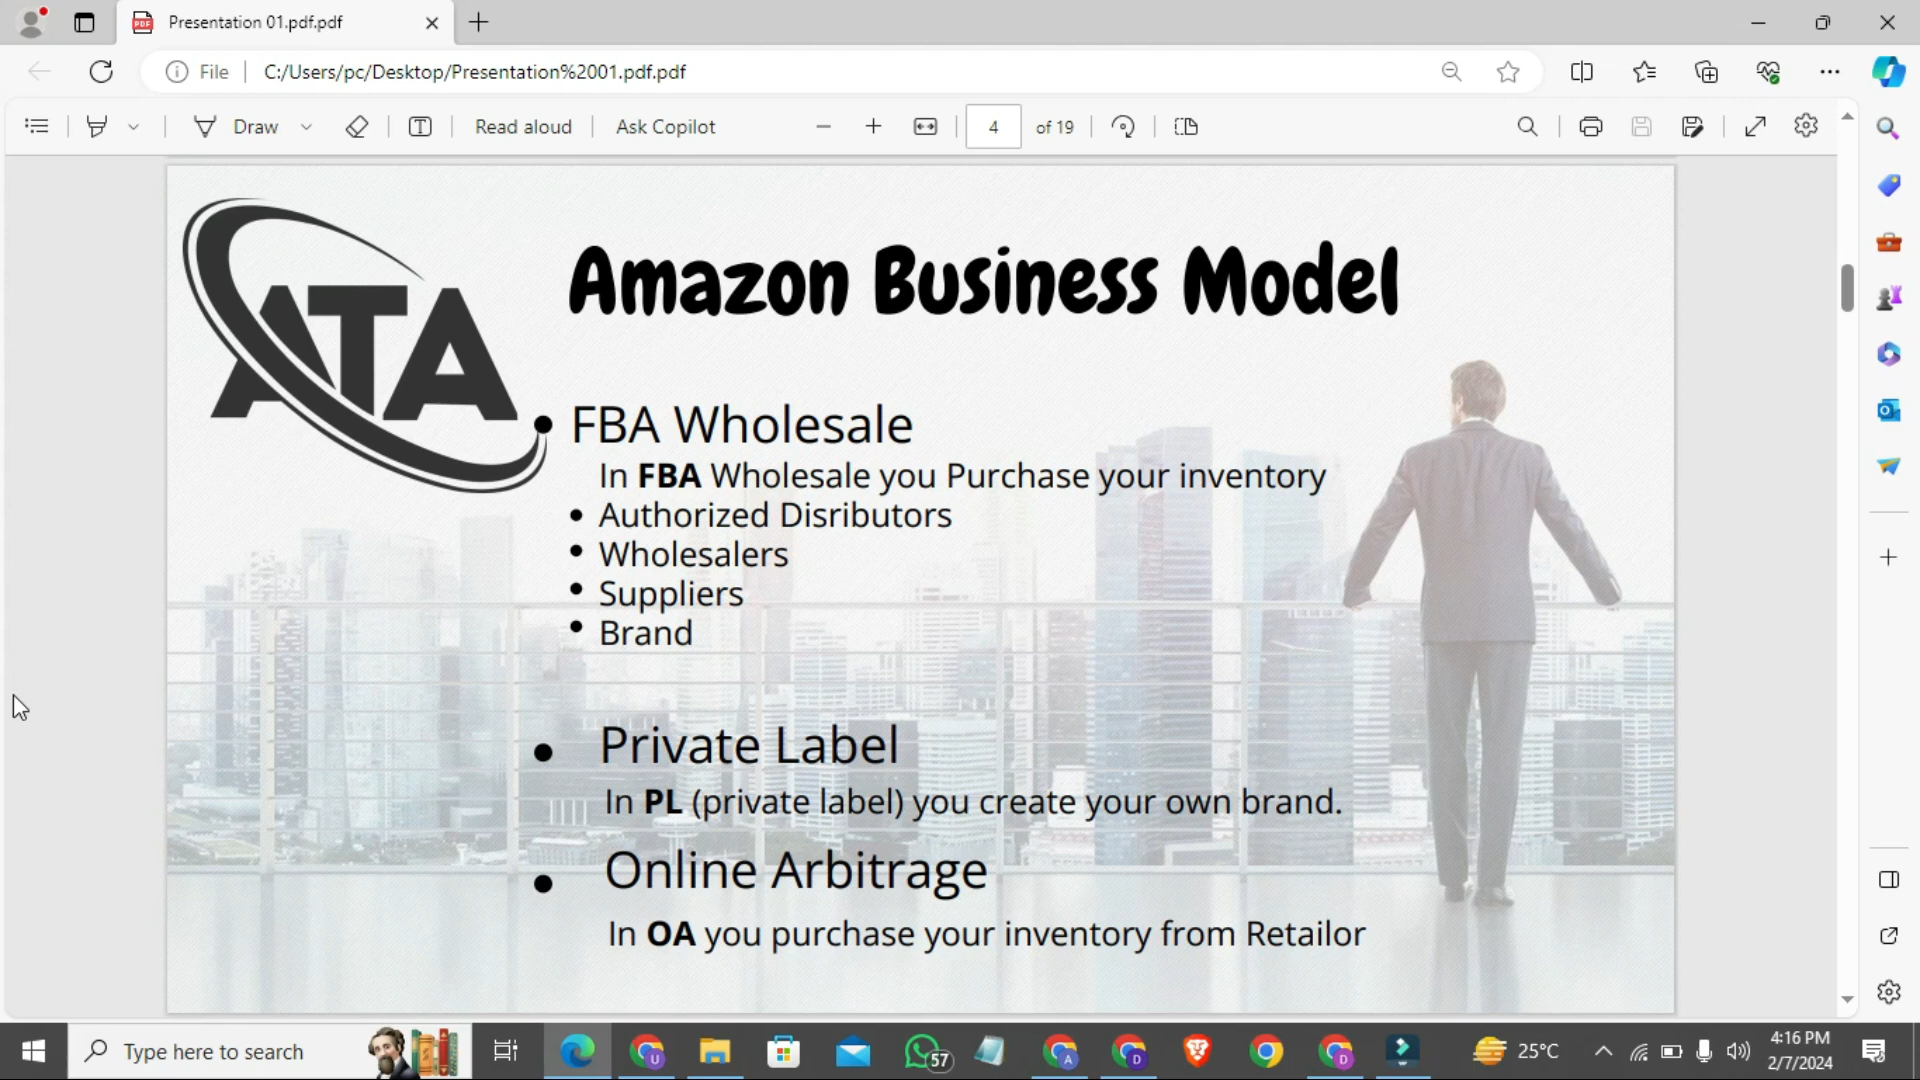 Presentation 01.pdf.pdf
File
C:/Users/pc/Desktop/Presentation%2001.pdf.pdf
Draw
Read aloud
Ask Copilot
4
of 19
ATA
Amazon Business Model
FBA Wholesale
In FBA Wholesale you Purchase your inventory
Authorized Disributors
Wholesalers
Suppliers
Brand
Private Label
In PL (private label) you create your own brand.
Online Arbitrage
In OA you purchase your inventory from Retailor
Type here to search
57
25°C
4:16 PM
2/7/2024